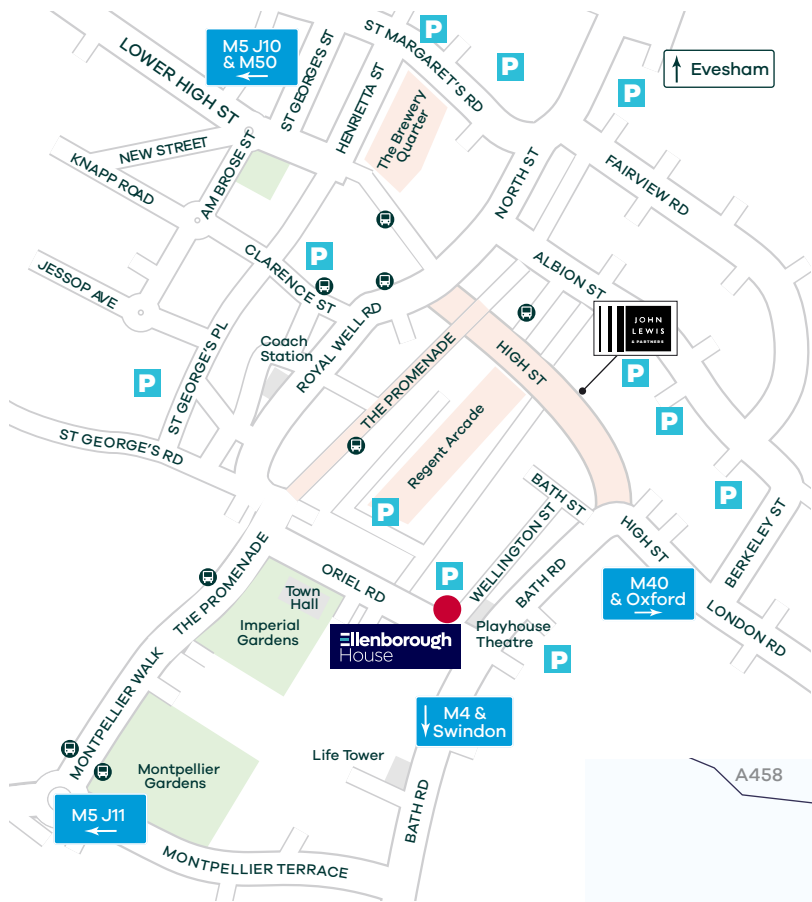 P
M5 J10
& M50
LOWER HIGH ST
ST GEORGE'S ST
HENRIETTA ST
ST MARGARET'S RD
P
P
Evesham
The Brewery
Quarter
NEW STREET
KNAPP ROAD
AMBROSE ST
NORTH ST
FAIRVIEW RD
P
CLARENCE ST
ALBION ST
JESSOP AVE
JOHN
LEWIS
& PARTNERS
Coach
Station
ROYAL WELL RD
THE PROMENADE
HIGH ST
P
ST GEORGE'S PL
P
Regent Arcade
P
ST GEORGE'S RD
P
BATH ST
P
WELLINGTON ST
HIGH ST
BERKELEY ST
THE PROMENADE
ORIEL RD
P
BATH RD
M40
& Oxford
Town
Hall
Imperial
Gardens
Playhouse
Theatre
LONDON RD
Ellenborough
House
P
MONTPELLIER WALK
M4 &
Swindon
Life Tower
Montpellier
Gardens
A458
BATH RD
M5 J11
MONTPELLIER TERRACE